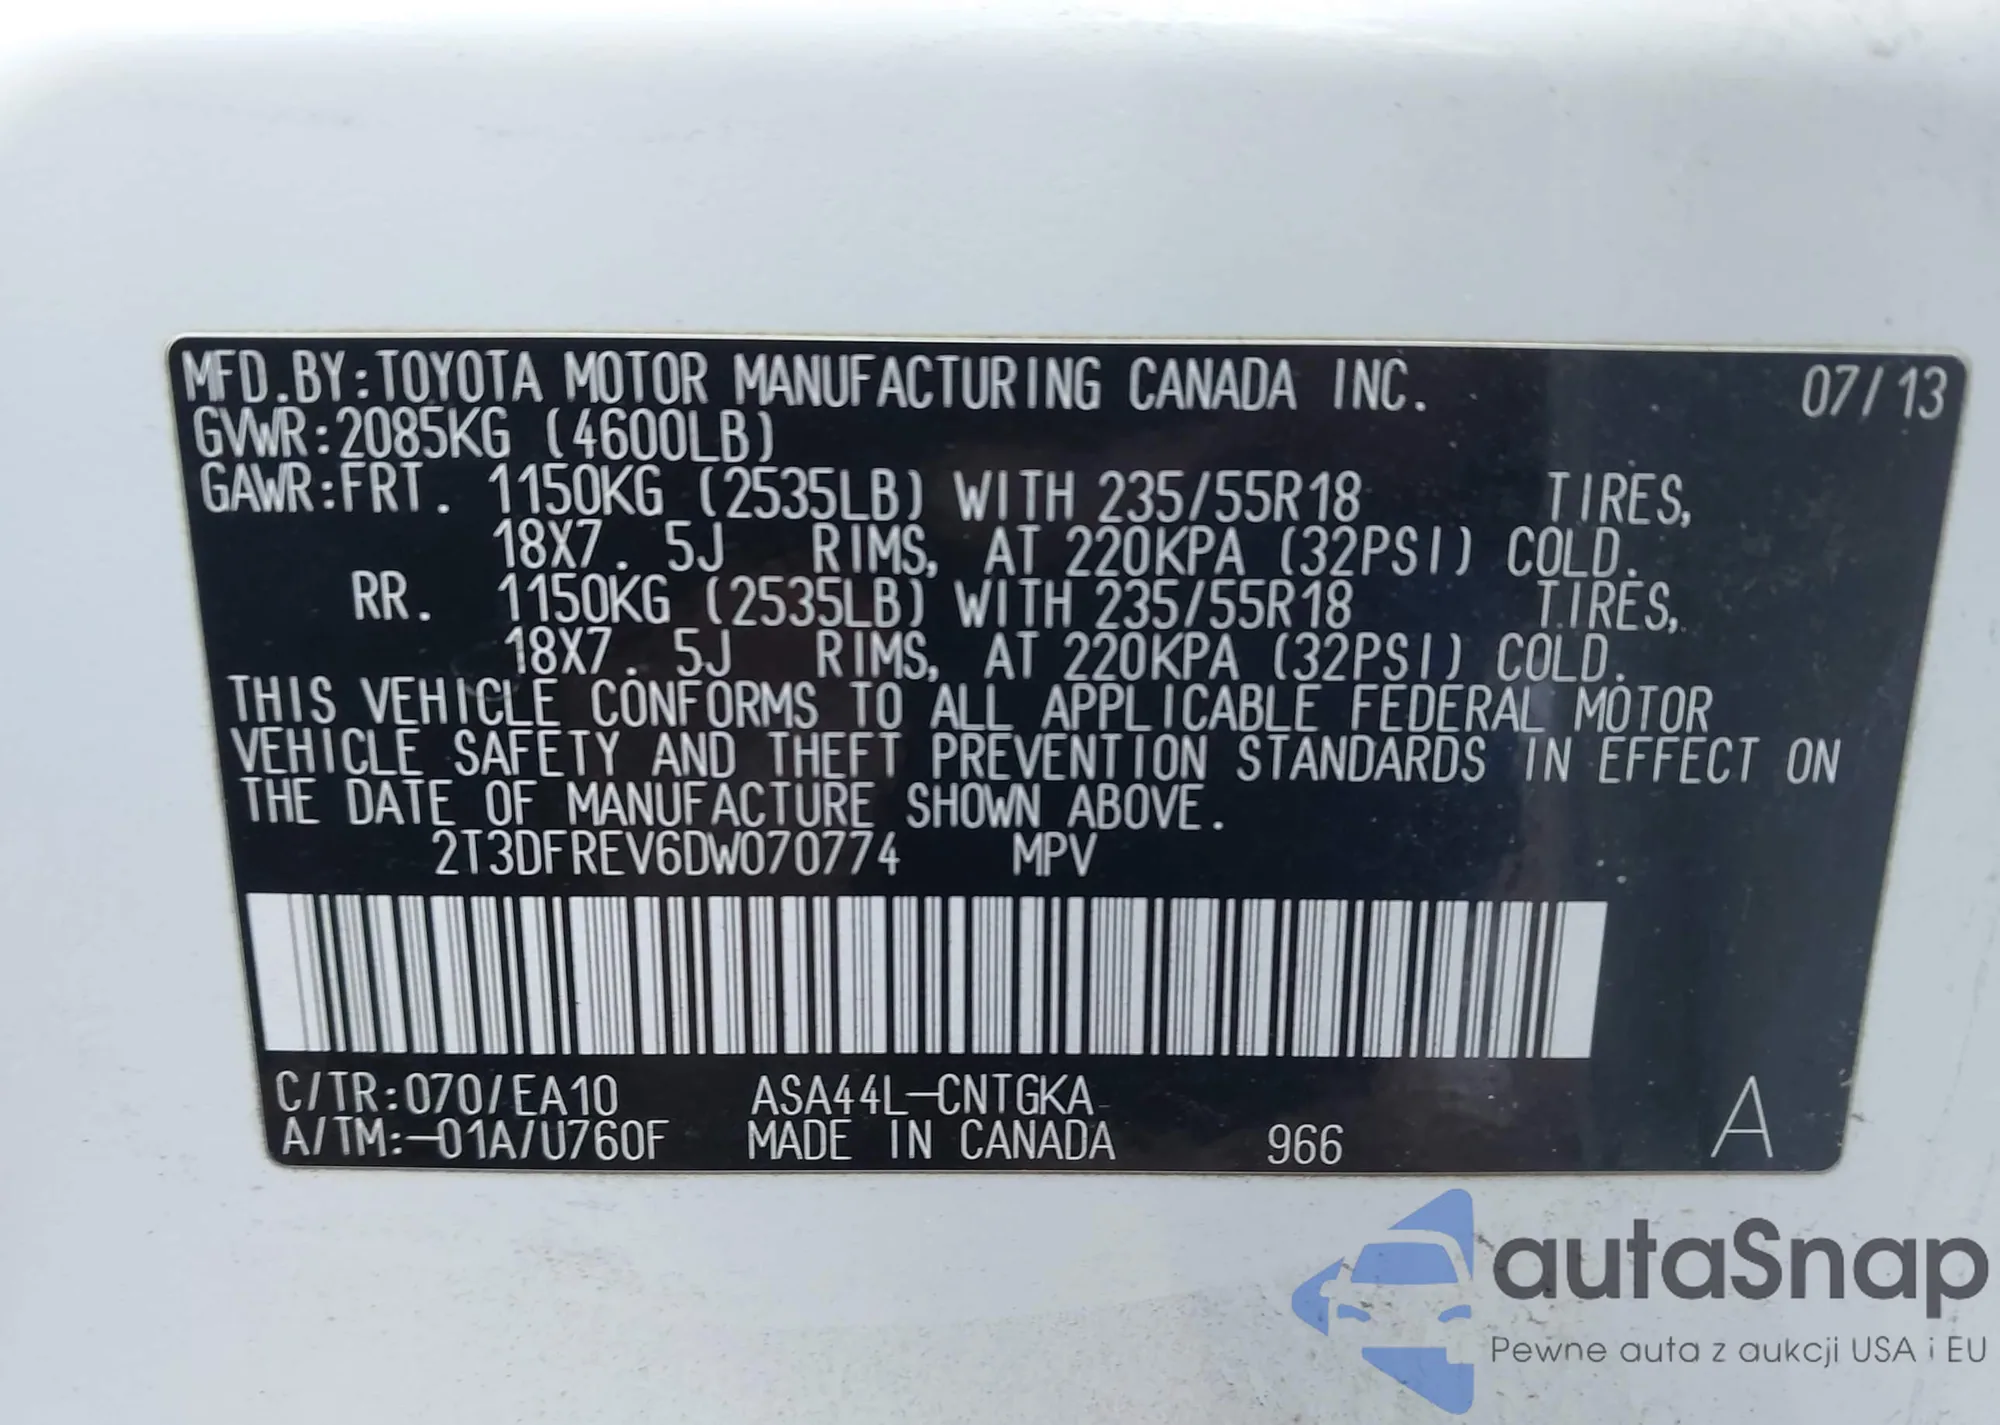 MFD.BY:TOYOTA MOTOR MANUFACTURING CANADA INC. 07/13
GVWR:2085KG (4600LB)
GAWR:FRT. 1150KG (2535LB) WITH 235/55R18 TIRES,
18X7. 5J RIMS, AT 220KPA (32PSI) COLD.
RR. 1150KG (2535LB) WITH 235/55R18 TIRES,
18X7. 5J RIMS, AT 220KPA (32PSI) COLD.
THIS VEHICLE CONFORMS TO ALL APPLICABLE FEDERAL MOTOR
VEHICLE SAFETY AND THEFT PREVENTION STANDARDS IN EFFECT ON
THE DATE OF MANUFACTURE SHOWN ABOVE.
2T3DFREV6DW070774 MPV
C/TR:070/EA10 ASA44L-CNTGKA
A/TM:-01A/U760F MADE IN CANADA 966 A
autaSnap
Pewne auta z aukcji USA i EU